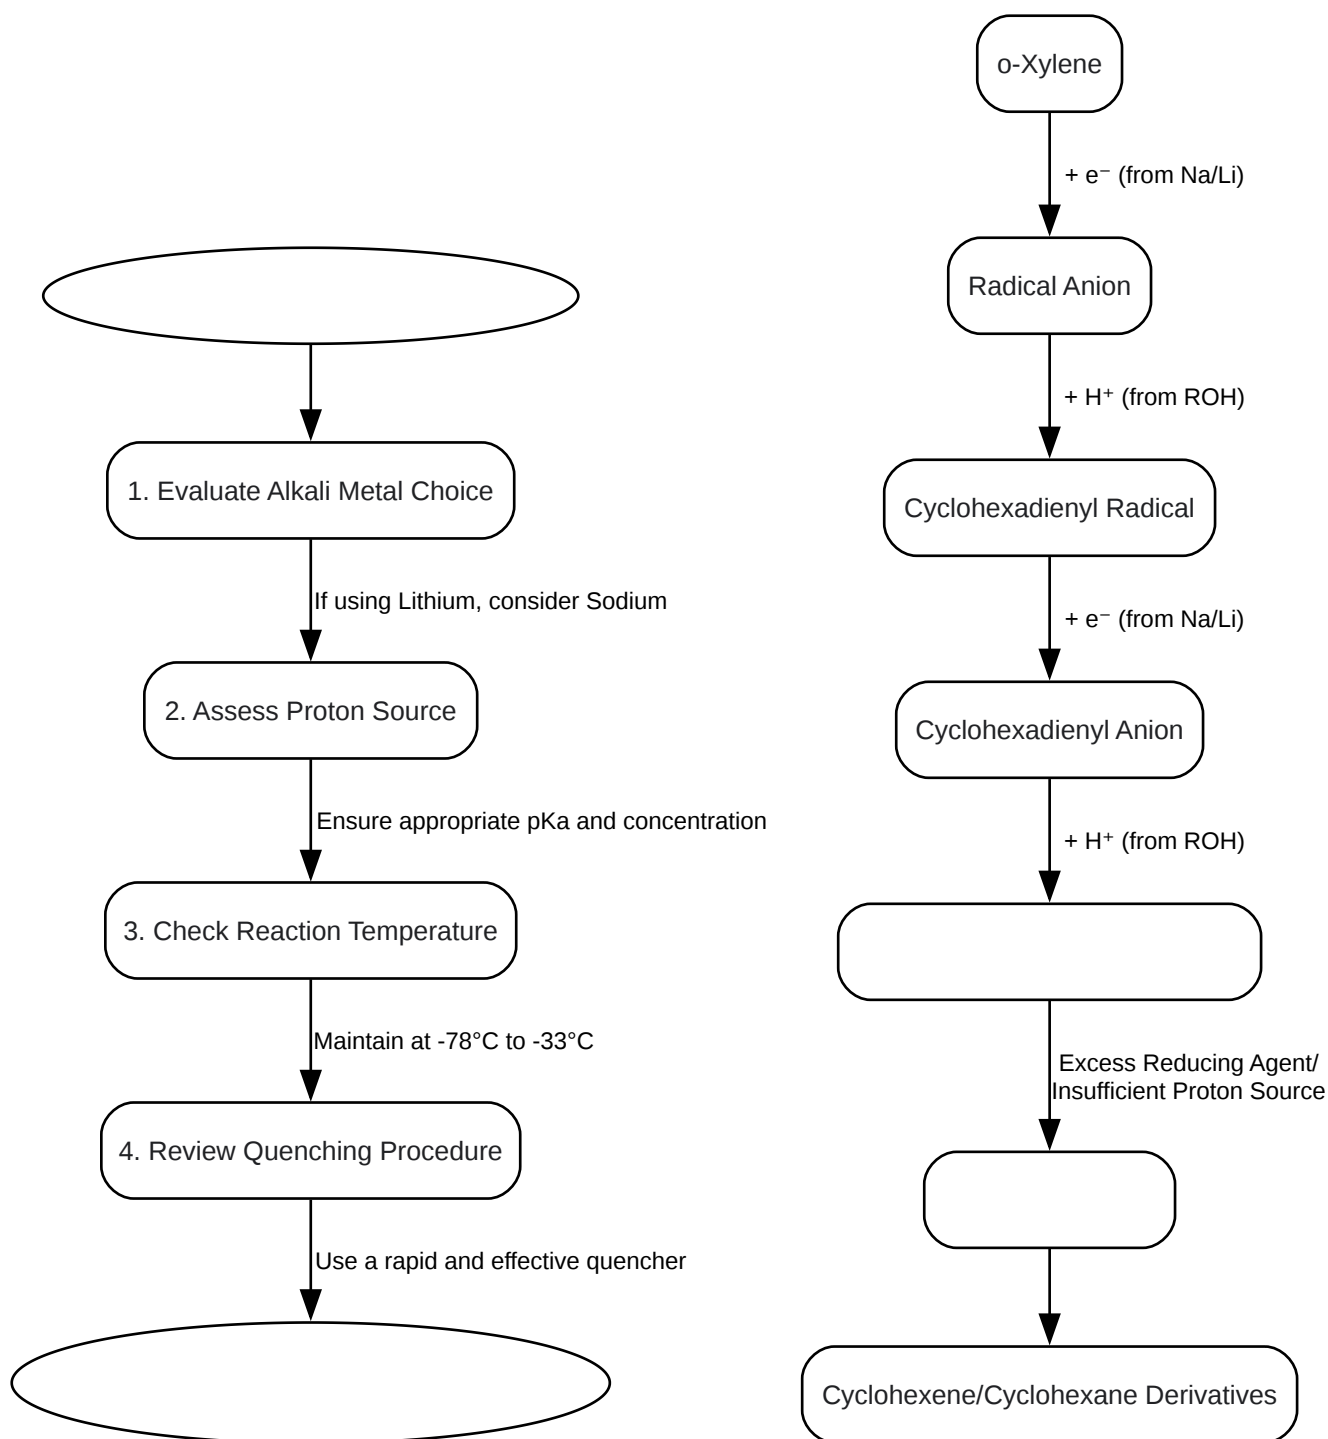 1. Evaluate Alkali Metal Choice
If using Lithium, consider Sodium
2. Assess Proton Source
Ensure appropriate pKa and concentration
3. Check Reaction Temperature
Maintain at -78°C to -33°C
4. Review Quenching Procedure
Use a rapid and effective quencher
o-Xylene
+ e⁻ (from Na/Li)
Radical Anion
+ H⁺ (from ROH)
Cyclohexadienyl Radical
+ e⁻ (from Na/Li)
Cyclohexadienyl Anion
+ H⁺ (from ROH)
Excess Reducing Agent/
Insufficient Proton Source
Cyclohexene/Cyclohexane Derivatives